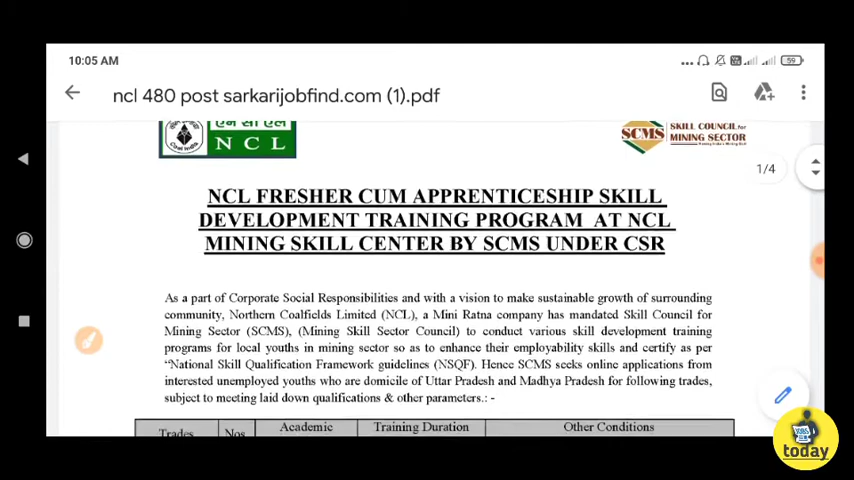 10:05 AM
59
ncl 480 post sarkarijobfind.com (1).pdf
एन सी एल
NCL
SCMS
SKILL COUNCIL for
MINING SECTOR
1/4
NCL FRESHER CUM APPRENTICESHIP SKILL
DEVELOPMENT TRAINING PROGRAM AT NCL
MINING SKILL CENTER BY SCMS UNDER CSR
As a part of Corporate Social Responsibilities and with a vision to make sustainable growth of surrounding
community, Northern Coalfields Limited (NCL), a Mini Ratna company has mandated Skill Council for
Mining Sector (SCMS), (Mining Skill Sector Council) to conduct various skill development training
programs for local youths in mining sector so as to enhance their employability skills and certify as per
“National Skill Qualification Framework guidelines (NSQF). Hence SCMS seeks online applications from
interested unemployed youths who are domicile of Uttar Pradesh and Madhya Pradesh for following trades,
subject to meeting laid down qualifications & other parameters.: -
Trades Nos Academic Training Duration Other Conditions
today